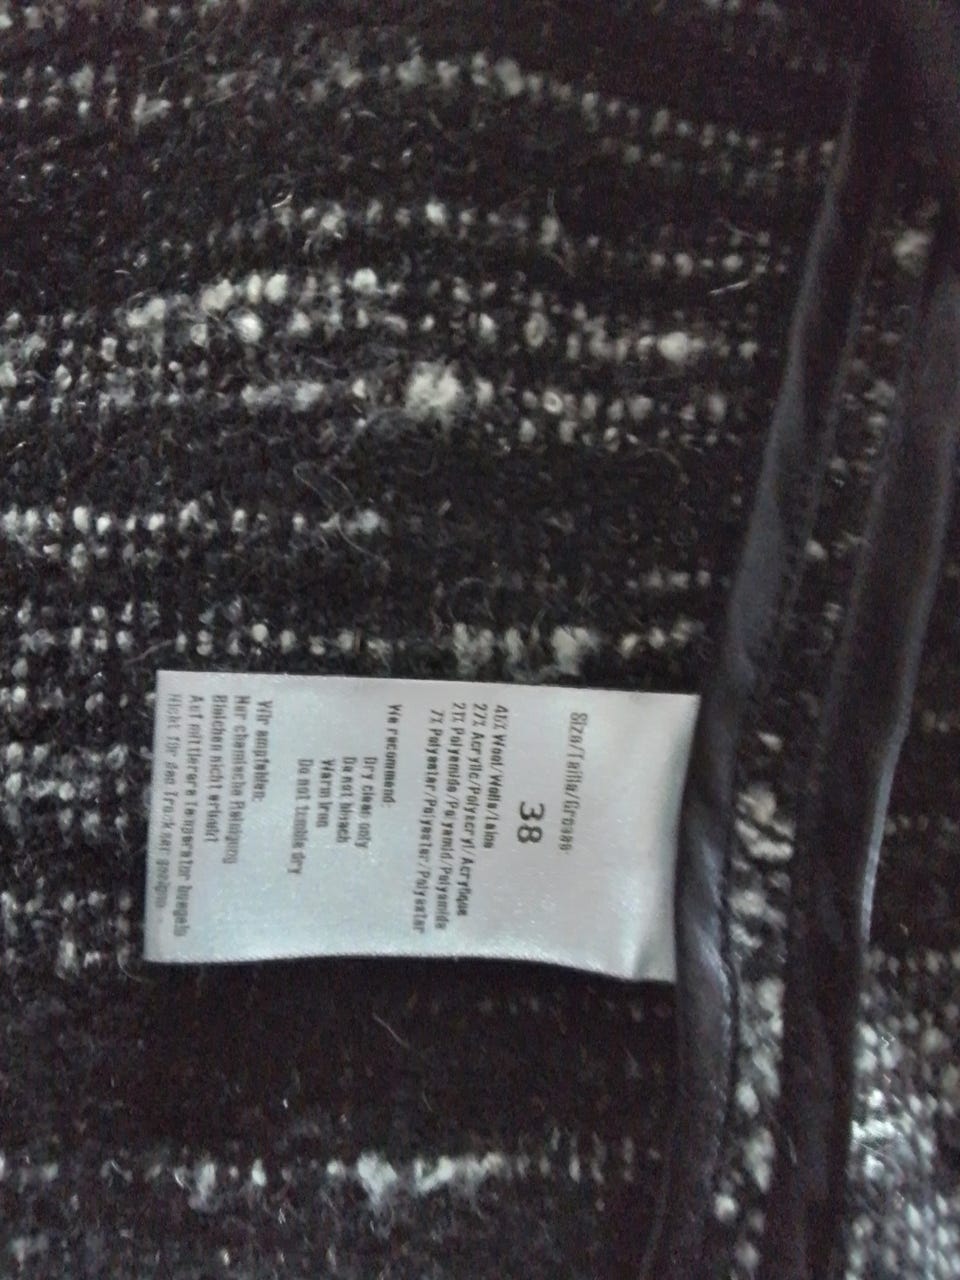 Size/Taille/Grösse:
38
45% Wool/Wolle/Laine
27% Acrylic/Polyacryl/Acrylique
21% Polyamide/Polyamid/Polyamide
7% Polyester/Polyester/Polyester
We recommend
Dry clean only
Do not bleach
Warm iron
Do not tumble dry
Wir empfehlen:
Nur chemische Reinigung
Bleichen nicht erlaubt
Auf mittlerer Temperatur buegeln
Nicht für den Trockner geeignet